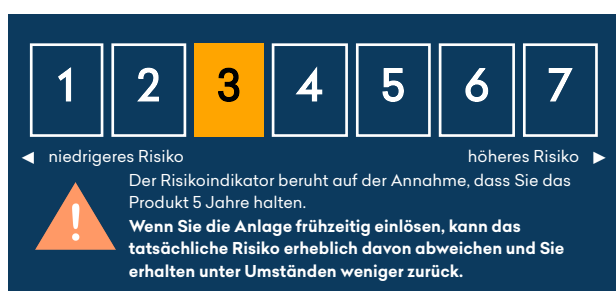 1 2 3 4 5 6 7
◄ niedrigeres Risiko höheres Risiko ►
Der Risikoindikator beruht auf der Annahme, dass Sie das
Produkt 5 Jahre halten.
Wenn Sie die Anlage frühzeitig einlösen, kann das
tatsächliche Risiko erheblich davon abweichen und Sie
erhalten unter Umständen weniger zurück.
!